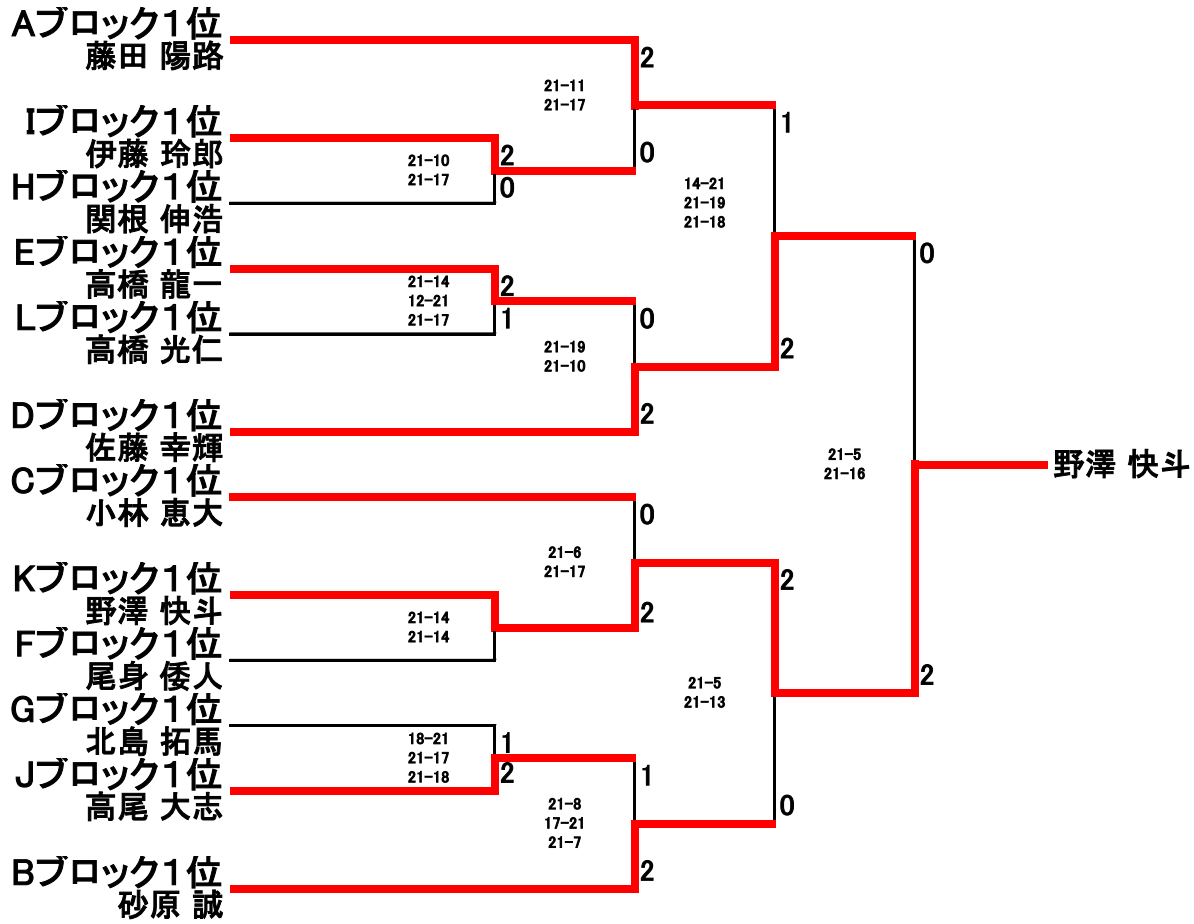 Aブロック1位
藤田 陽路
2
21-11
21-17
1
Iブロック1位
伊藤 玲郎
21-10
21-17
2
0
0
Hブロック1位
関根 伸浩
14-21
21-19
21-18
Eブロック1位
高橋 龍一
0
21-14
12-21
21-17
2
1
Lブロック1位
高橋 光仁
0
21-19
21-10
2
Dブロック1位
佐藤 幸輝
2
21-5
21-16
野澤 快斗
Cブロック1位
小林 恵大
0
21-6
21-17
2
Kブロック1位
野澤 快斗
21-14
21-14
2
Fブロック1位
尾身 倭人
21-5
21-13
2
Gブロック1位
北島 拓馬
18-21
21-17
21-18
1
2
Jブロック1位
高尾 大志
1
0
21-8
17-21
21-7
2
Bブロック1位
砂原 誠